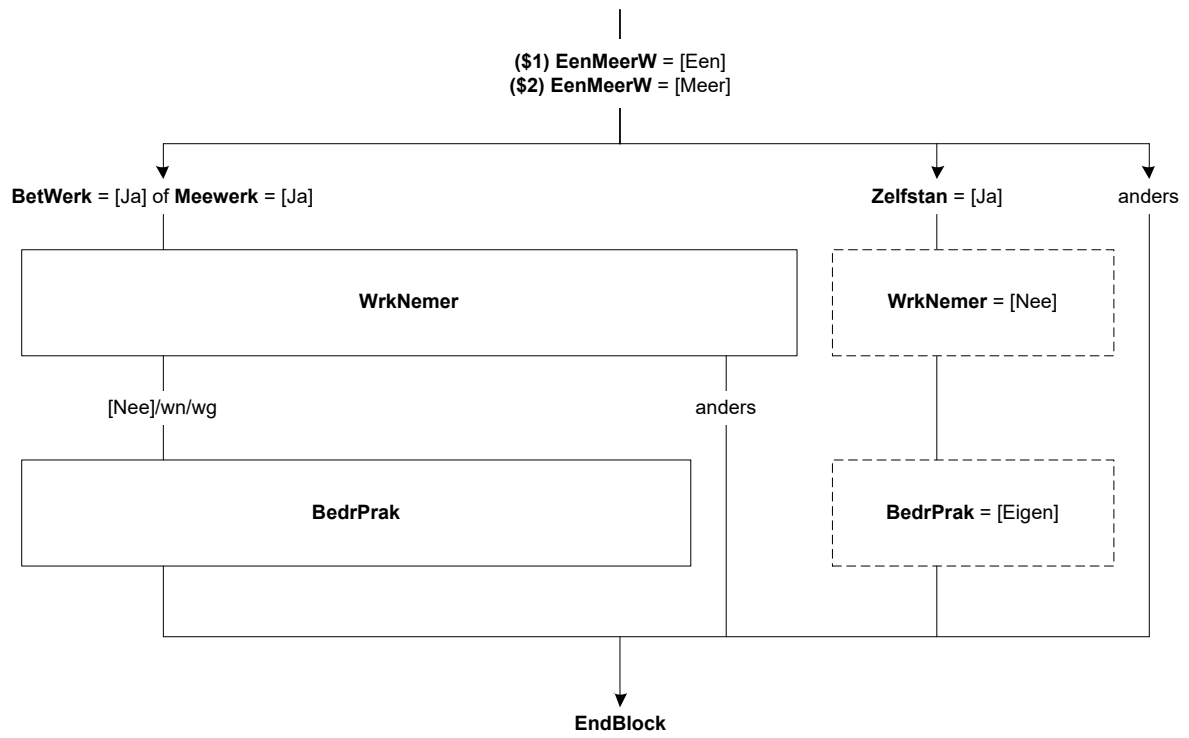 ($1) EenMeerW = [Een]
($2) EenMeerW = [Meer]
BetWerk = [Ja] of Meewerk = [Ja]
Zelfstan = [Ja]
anders
WrkNemer
WrkNemer = [Nee]
[Nee]/wn/wg
anders
BedrPrak
BedrPrak = [Eigen]
EndBlock